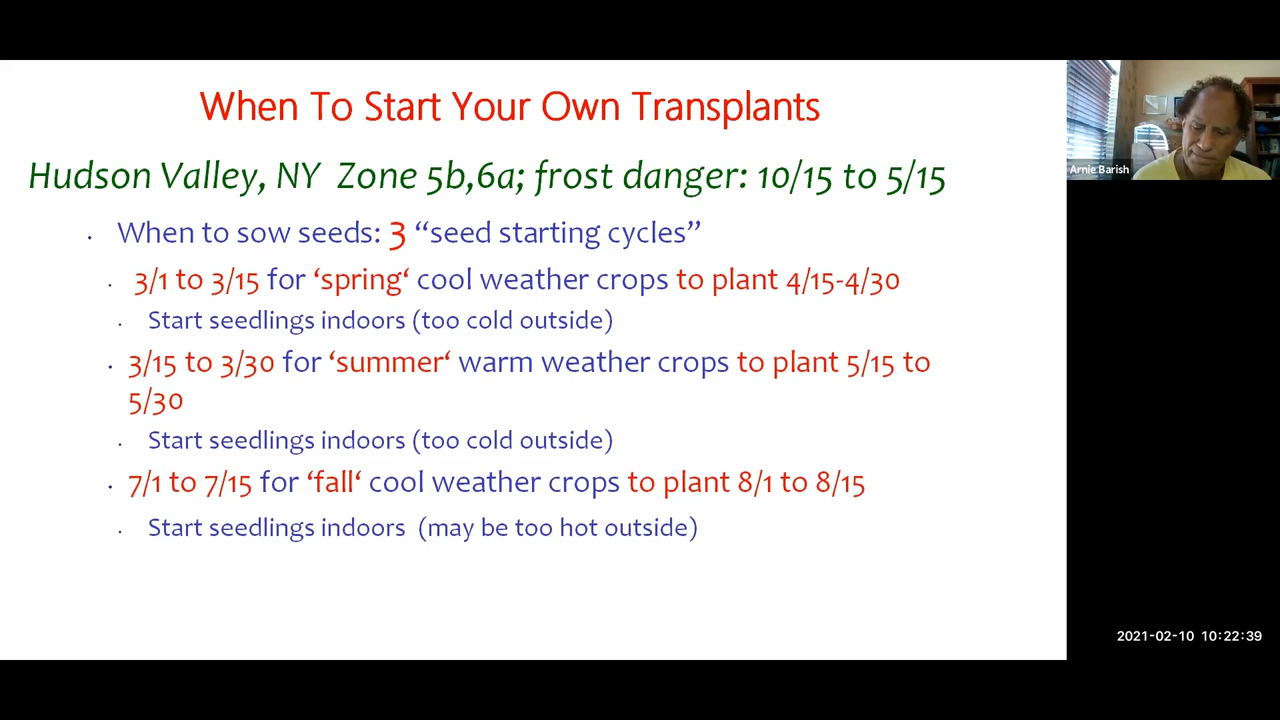 When To Start Your Own Transplants
Hudson Valley, NY Zone 5b,6a; frost danger: 10/15 to 5/15
· When to sow seeds: 3 “seed starting cycles”
· 3/1 to 3/15 for ‘spring‘ cool weather crops to plant 4/15-4/30
· Start seedlings indoors (too cold outside)
· 3/15 to 3/30 for ‘summer‘ warm weather crops to plant 5/15 to
5/30
· Start seedlings indoors (too cold outside)
· 7/1 to 7/15 for ‘fall‘ cool weather crops to plant 8/1 to 8/15
· Start seedlings indoors (may be too hot outside)
Arnie Barish
2021-02-10 10:22:39